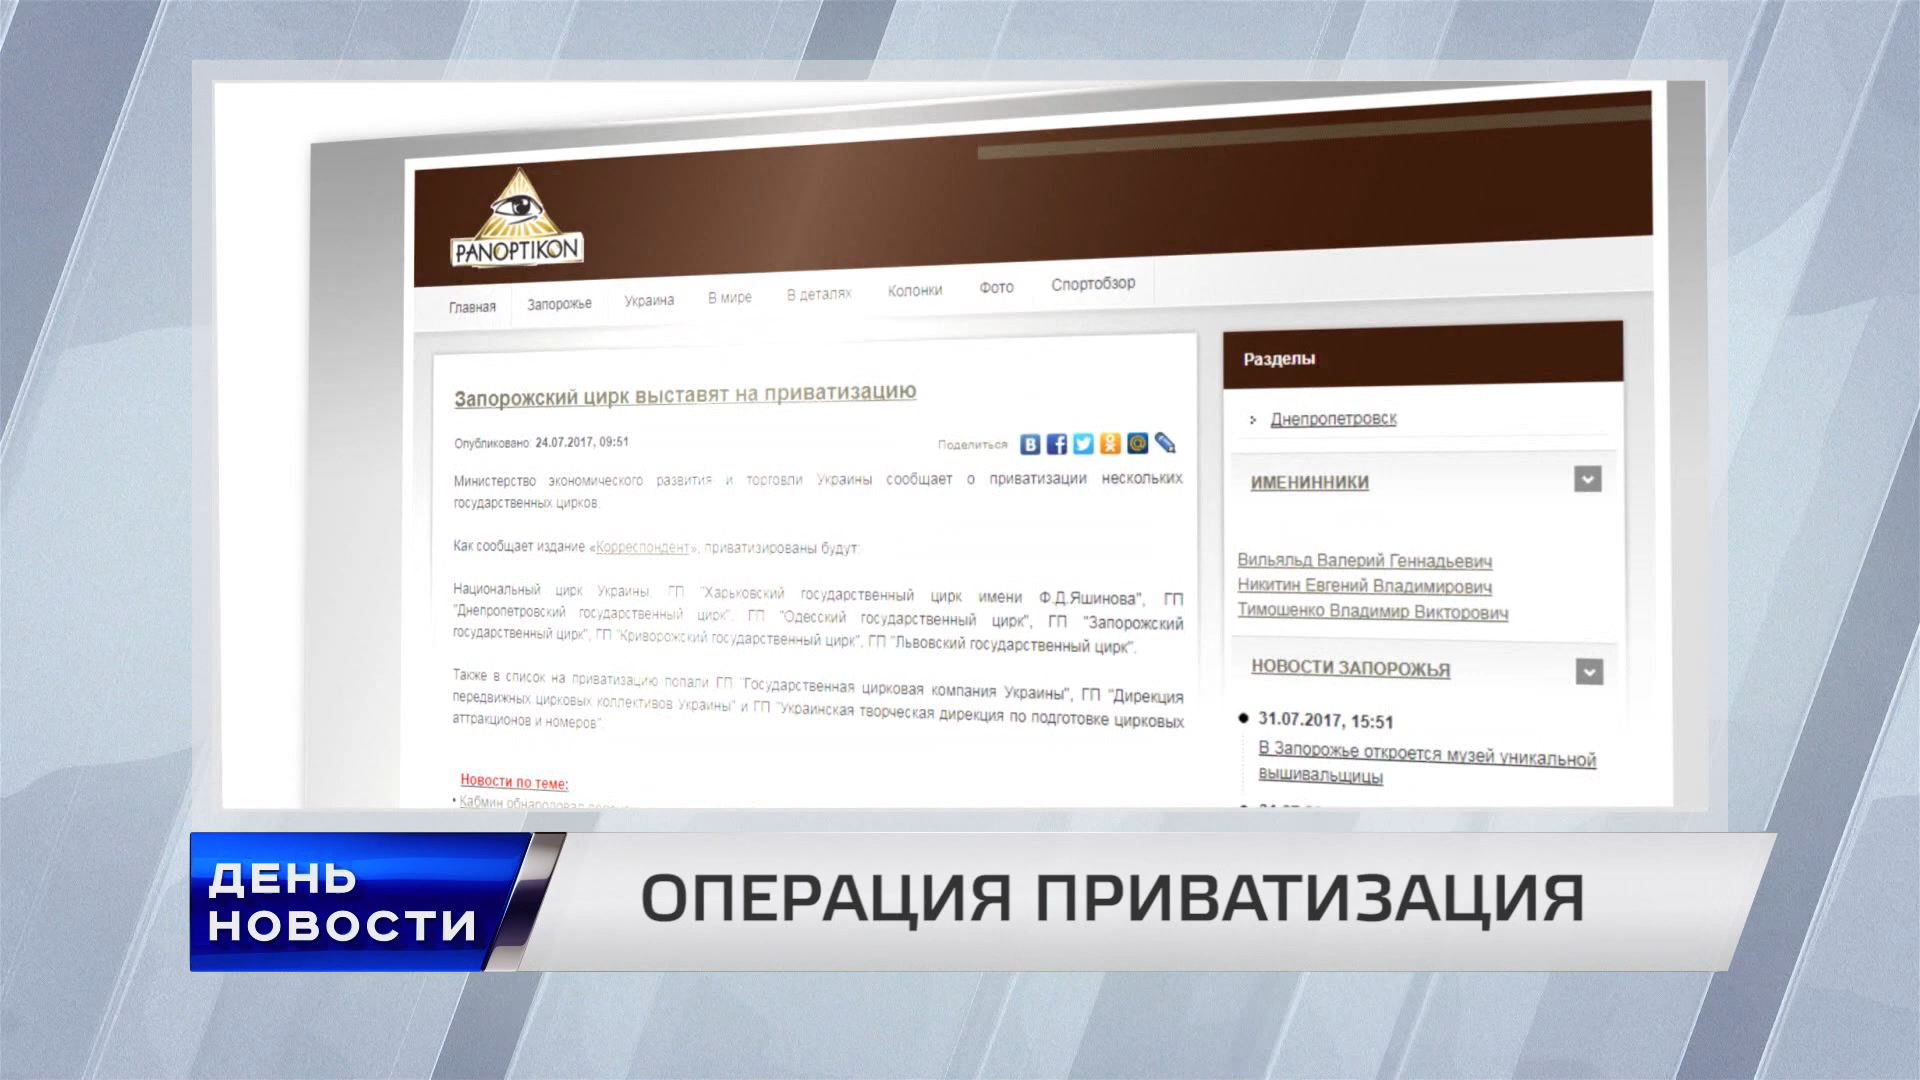 PANOPTIKON
Главная Запорожье Украина В мире В деталях Колонки Фото Спортобзор
Запорожский цирк выставят на приватизацию
Опубликовано 24.07.2017, 09:51
Поделиться
Министерство экономического развития и торговли Украины сообщает о приватизации нескольких
государственных цирков.
Как сообщает издание «Корреспондент», приватизированы будут:
Национальный цирк Украины, ГП "Харьковский государственный цирк имени Ф.Д.Яшинова", ГП
"Днепропетровский государственный цирк", ГП "Одесский государственный цирк", ГП "Запорожский
государственный цирк", ГП "Криворожский государственный цирк", ГП "Львовский государственный цирк".
Также в список на приватизацию попали ГП "Государственная цирковая компания Украины", ГП "Дирекция
передвижных цирковых коллективов Украины" и ГП "Украинская творческая дирекция по подготовке цирковых
аттракционов и номеров".
Новости по теме:
• Кабмин обнародовал
Разделы
Днепропетровск
ИМЕНИННИКИ
Вильяльд Валерий Геннадьевич
Никитин Евгений Владимирович
Тимошенко Владимир Викторович
НОВОСТИ ЗАПОРОЖЬЯ
31.07.2017, 15:51
В Запорожье откроется музей уникальной
вышивальщицы
ДЕНЬ
НОВОСТИ
ОПЕРАЦИЯ ПРИВАТИЗАЦИЯ